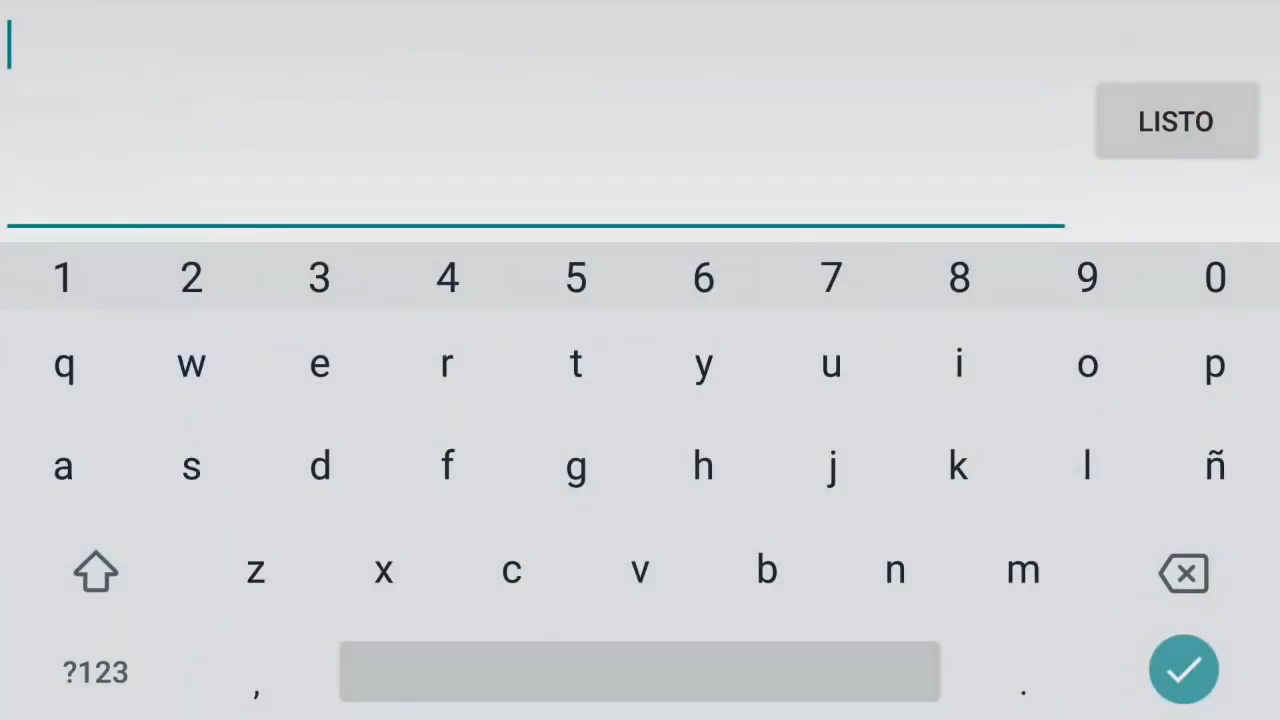 LISTO
1 2 3 4 5 6 7 8 9 0
q w e r t y u i o p
a s d f g h j k l ñ
z x c v b n m
?123 , .